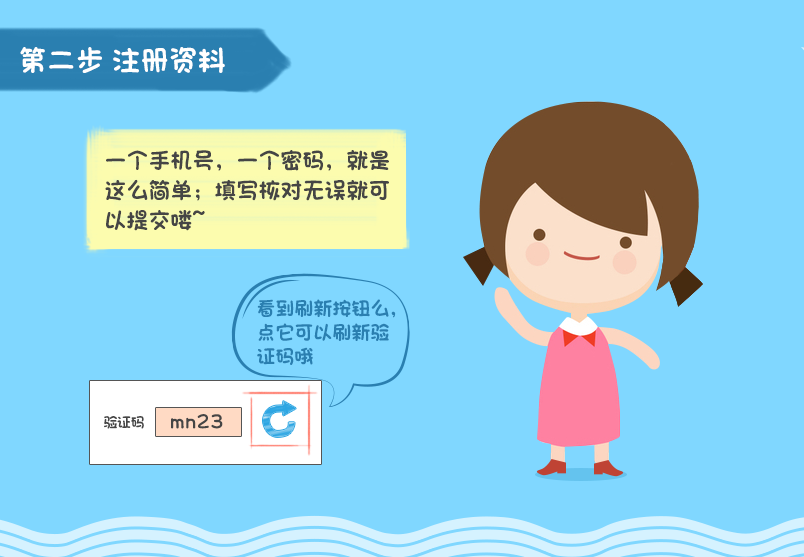 第二步 注册资料
一个手机号，一个密码，就是
这么简单；填写核对无误就可
以提交喽~
看到刷新按钮么，
点它可以刷新验
证码哦
验证码 mn23